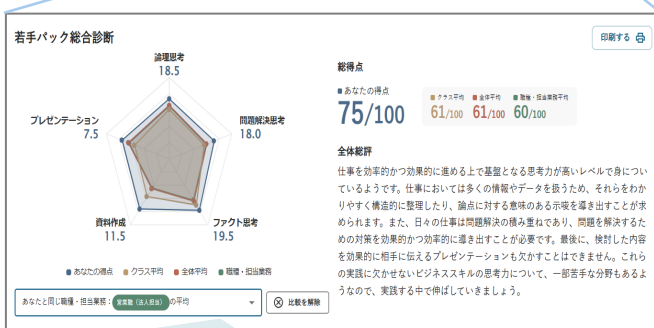 若手パック総合診断
印刷する
論理思考
18.5
プレゼンテーション
7.5
問題解決思考
18.0
資料作成
11.5
ファクト思考
19.5
あなたの得点 クラス平均 全体平均 職種・担当業務
あなたと同じ職種・担当業務： 営業職（法人担当） の平均
比較を解除
総得点
あなたの得点
75/100
クラス平均 全体平均 職種・担当業務平均
61/100 61/100 60/100
全体総評
仕事を効率的かつ効果的に進める上で基盤となる思考力が高いレベルで身につい
ているようです。仕事においては多くの情報やデータを扱うため、それらをわか
りやすく構造的に整理したり、論点に対する意味のある示唆を導き出すことが求
められます。また、日々の仕事は問題解決の積み重ねであり、問題を解決するた
めの対策を効果的かつ効率的に導き出すことが必要です。最後に、検討した内容
を効果的に相手に伝えるプレゼンテーションも欠かすことはできません。これら
の実践に欠かせないビジネススキルの思考力について、一部苦手な分野もあるよ
うなので、実践する中で伸ばしていきましょう。